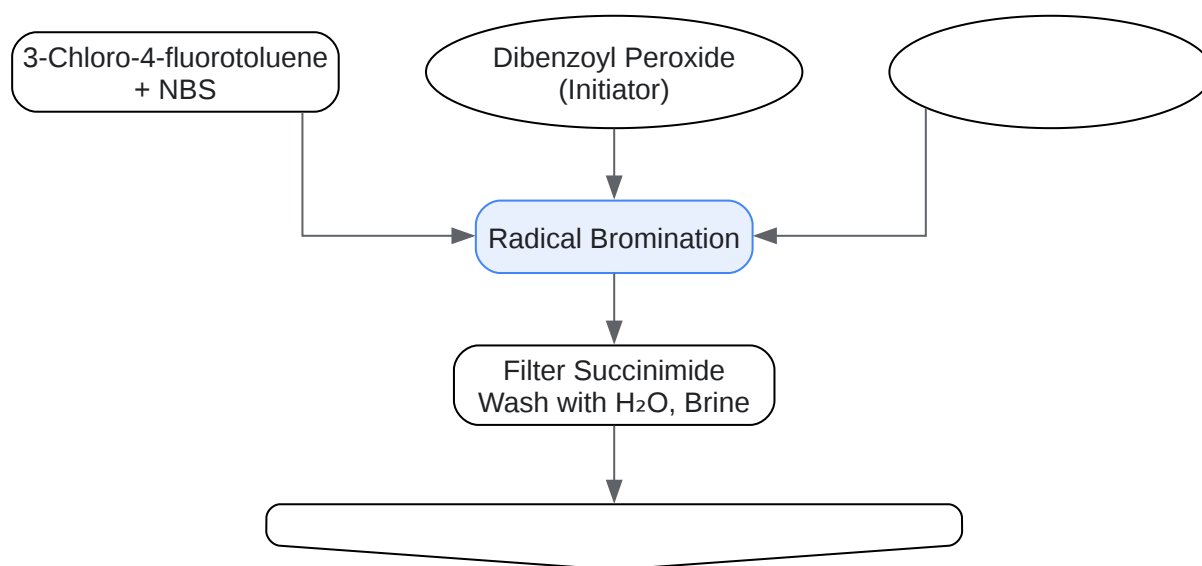 3-Chloro-4-fluorotoluene
+ NBS
Dibenzoyl Peroxide
(Initiator)
Radical Bromination
Filter Succinimide
Wash with H₂O, Brine